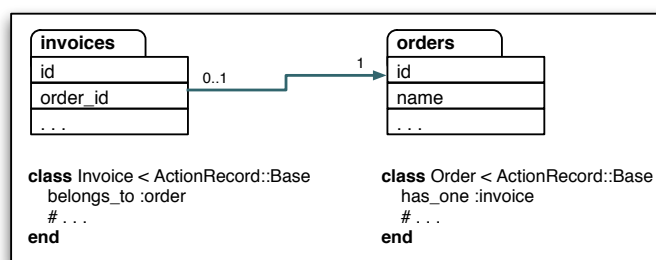 invoices
id
order_id
. . .
0..1
1
orders
id
name
. . .
class Invoice < ActionRecord::Base
belongs_to :order
# . . .
end
class Order < ActionRecord::Base
has_one :invoice
# . . .
end